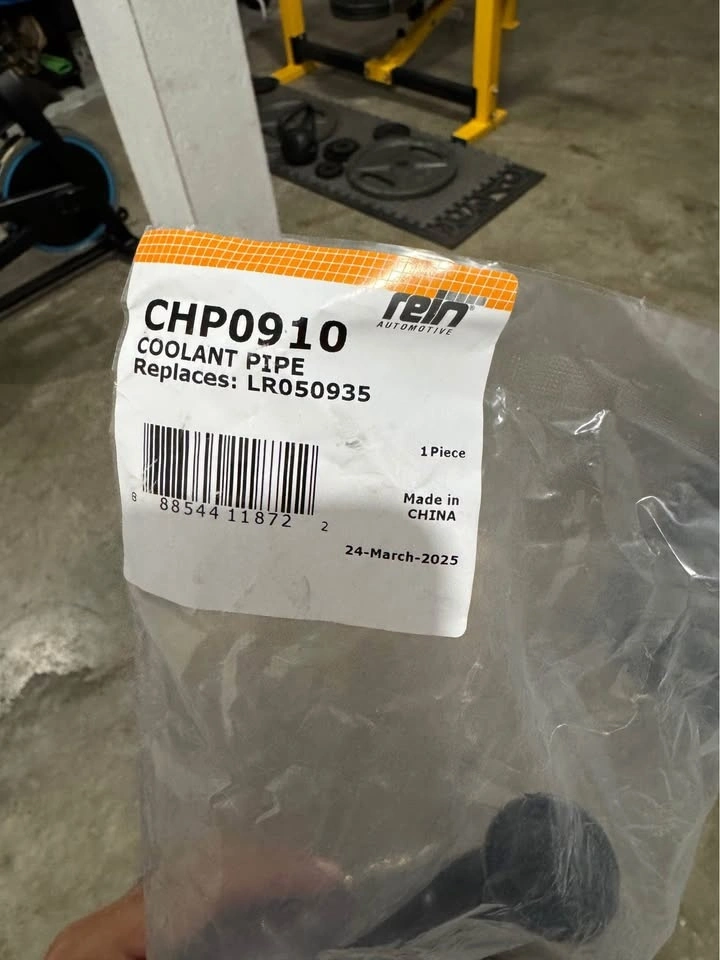 rein
AUTOMOTIVE
CHP0910
COOLANT PIPE
Replaces: LR050935
1 Piece
8 88544 11872 2
Made in
CHINA
24-March-2025